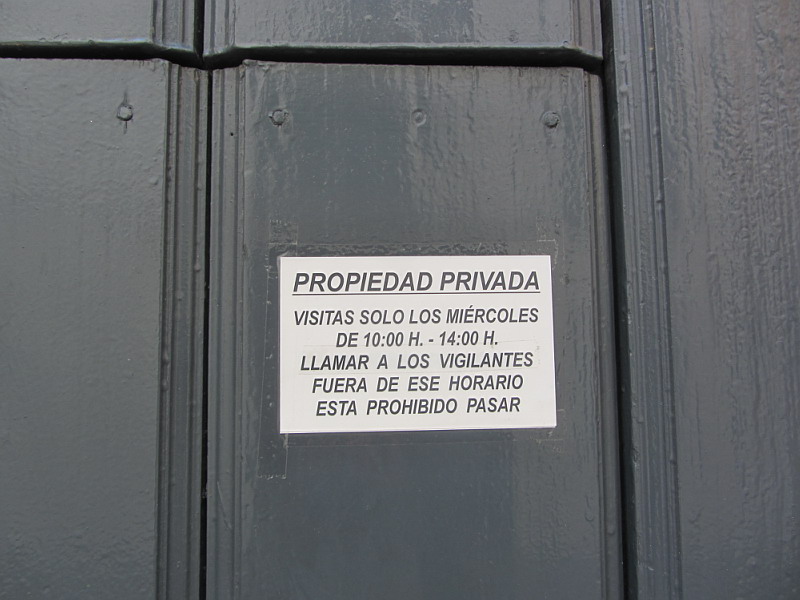 PROPIEDAD PRIVADA
VISITAS SOLO LOS MIÉRCOLES
DE 10:00 H. - 14:00 H.
LLAMAR A LOS VIGILANTES
FUERA DE ESE HORARIO
ESTA PROHIBIDO PASAR